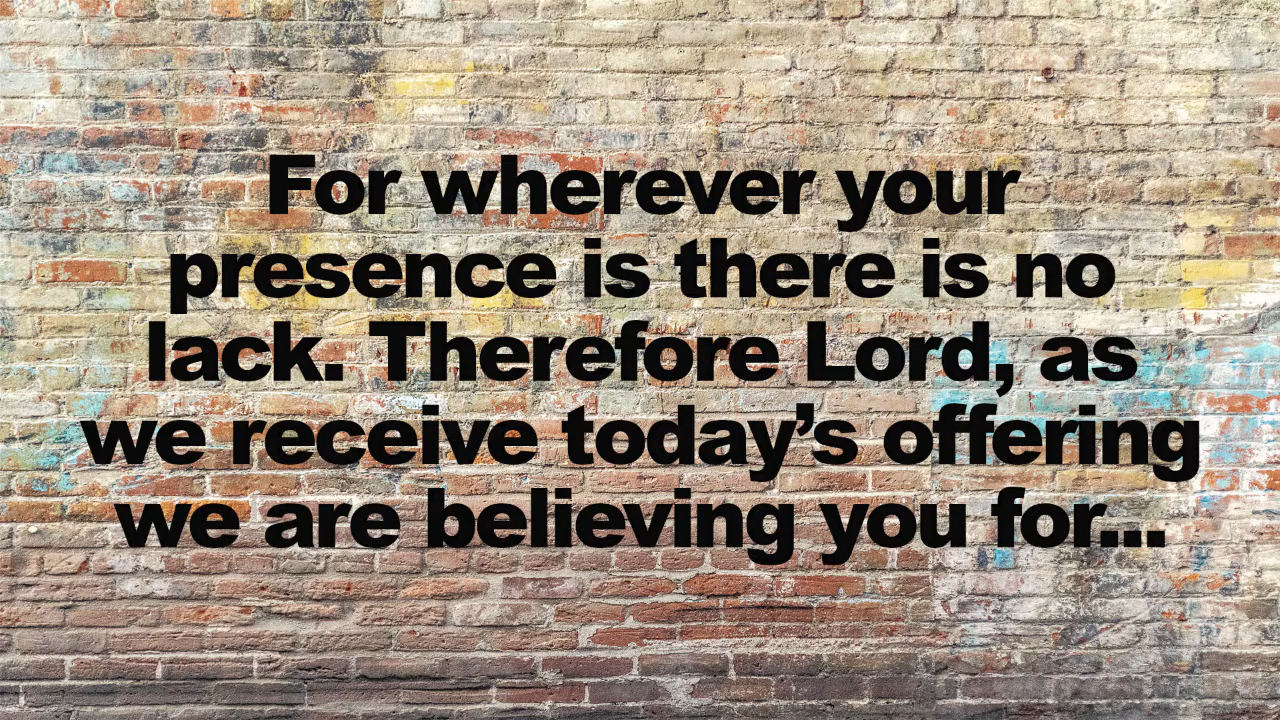 For wherever your
presence is there is no
lack. Therefore Lord, as
we receive today’s offering
we are believing you for...